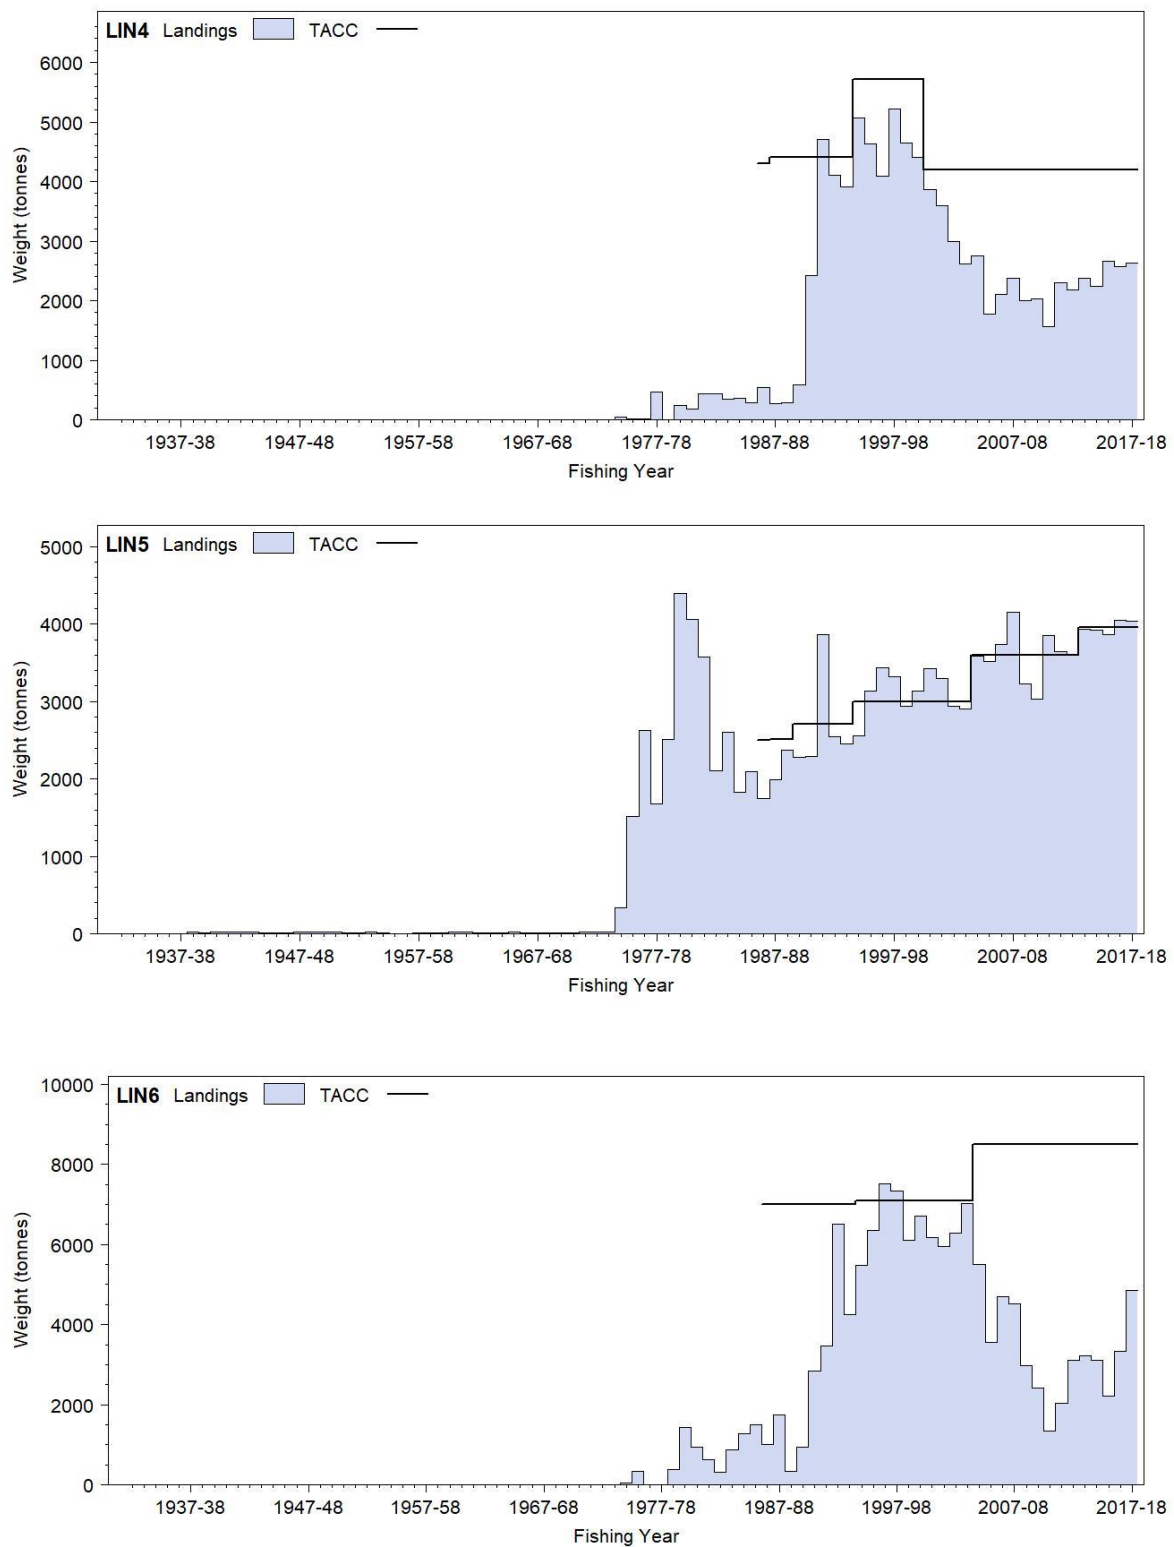 LIN4 Landings TACC
6000
5000
4000
3000
2000
1000
0
Weight (tonnes)
1937-38 1947-48 1957-58 1967-68 1977-78 1987-88 1997-98 2007-08 2017-18
Fishing Year
LIN5 Landings TACC
5000
4000
3000
2000
1000
0
Weight (tonnes)
1937-38 1947-48 1957-58 1967-68 1977-78 1987-88 1997-98 2007-08 2017-18
Fishing Year
LIN6 Landings TACC
10000
8000
6000
4000
2000
0
Weight (tonnes)
1937-38 1947-48 1957-58 1967-68 1977-78 1987-88 1997-98 2007-08 2017-18
Fishing Year